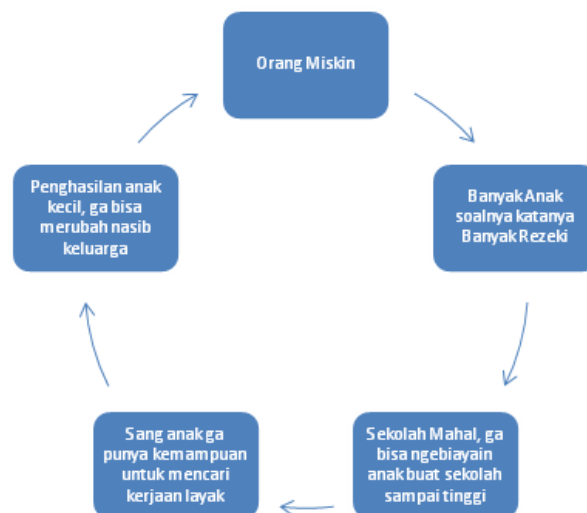 Orang Miskin
Banyak Anak
soalnya katanya
Banyak Rezeki
Sekolah Mahal, ga
bisa ngebiayain
anak buat sekolah
sampai tinggi
Sang anak ga
punya kemampuan
untuk mencari
kerjaan layak
Penghasilan anak
kecil, ga bisa
merubah nasib
keluarga